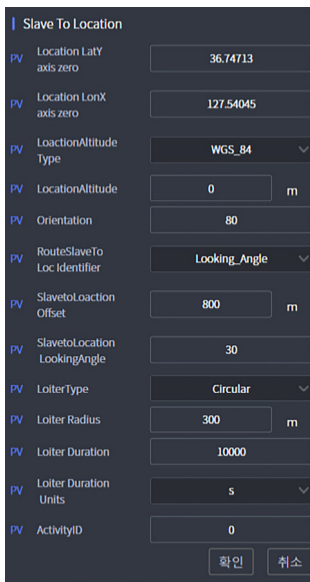 Slave To Location
PV Location LatY axis zero 36.74713
PV Location LonX axis zero 127.54045
PV LoactionAltitude Type WGS_84
PV LocationAltitude 0 m
PV Orientation 80
PV RouteSlaveTo Loc Identifier Looking_Angle
PV SlavetoLoaction Offset 800 m
PV SlavetoLocation LookingAngle 30
PV LoiterType Circular
PV Loiter Radius 300 m
PV Loiter Duration 10000
PV Loiter Duration Units s
PV ActivityID 0
확인 취소